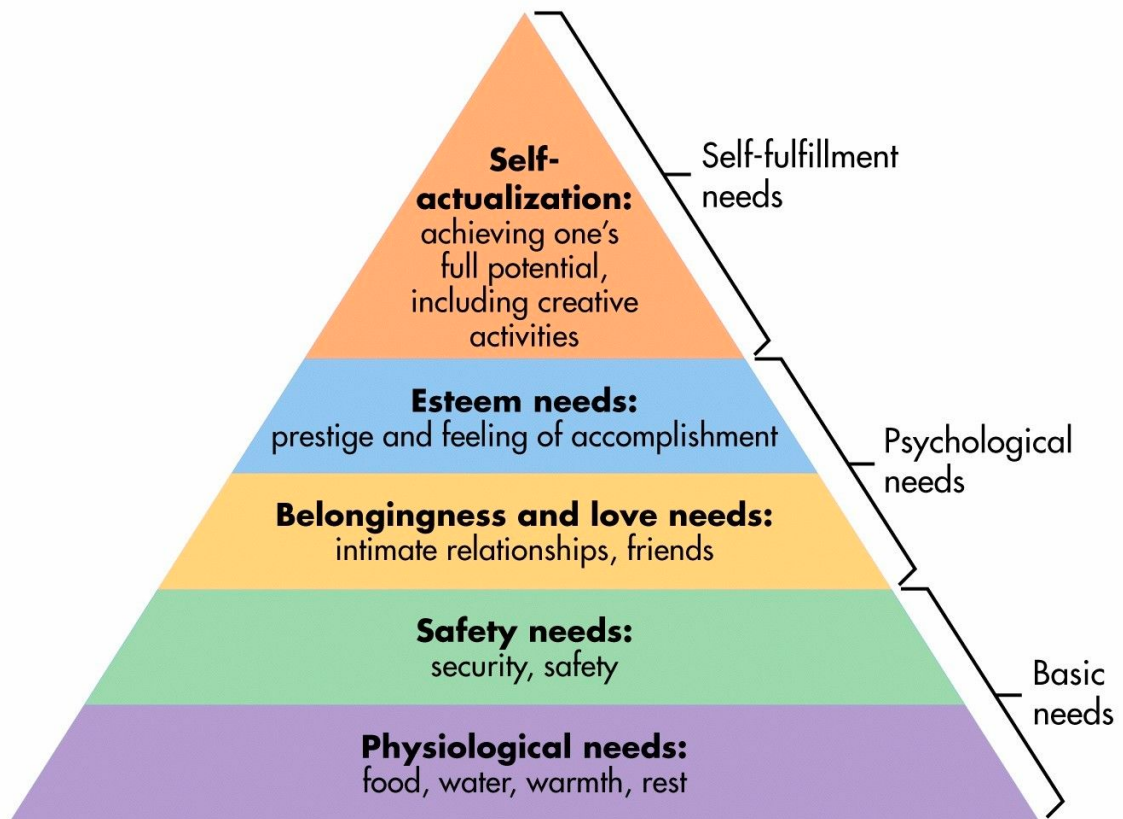 Self-
actualization:
achieving one's
full potential,
including creative
activities
Self-fulfillment
needs
Esteem needs:
prestige and feeling of accomplishment
Psychological
needs
Belongingness and love needs:
intimate relationships, friends
Safety needs:
security, safety
Basic
needs
Physiological needs:
food, water, warmth, rest